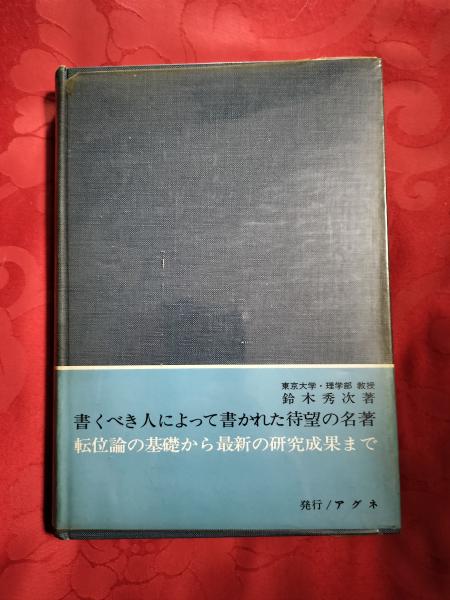 東京大学・理学部 教授
鈴木秀次著
書くべき人によって書かれた待望の名著
転位論の基礎から最新の研究成果まで
発行/アグネ